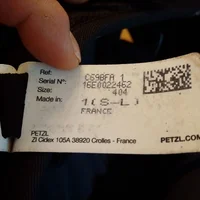 Ref: C69BFA 1
Serial N°: 16E0022462
Size: 404
Made in: 1(S-L)
FRANCE
PETZL
ZI Cidex 105A 38920 Crolles - France
PETZL.COM